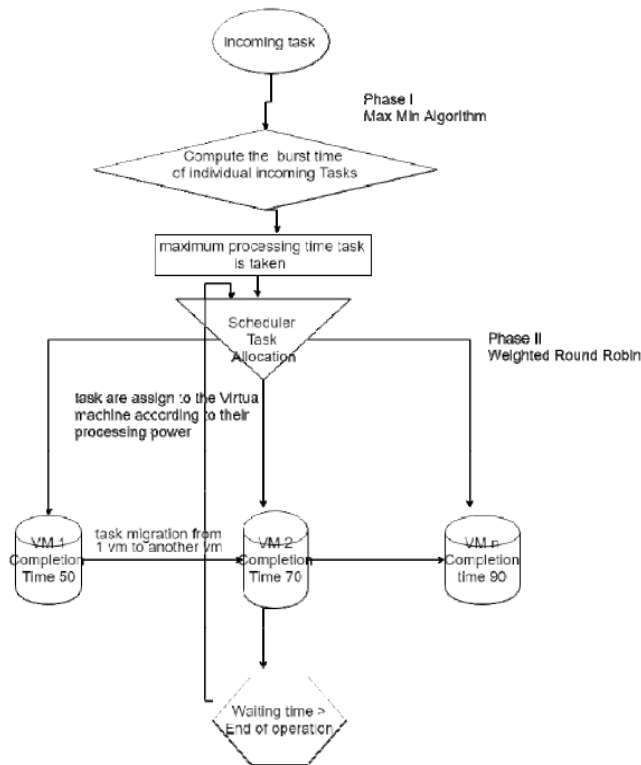 Incoming task
Phase I
Max Min Algorithm
Compute the burst time
of individual incoming Tasks
maximum processing time task
is taken
Scheduler
Task
Allocation
Phase II
Weighted Round Robin
task are assign to the Virtua
machine according to their
processing power
VM 1
Completion
Time 50
task migration from
1 vm to another vm
VM 2
Completion
Time 70
VM n
Completion
time 90
Waiting time >
End of operation